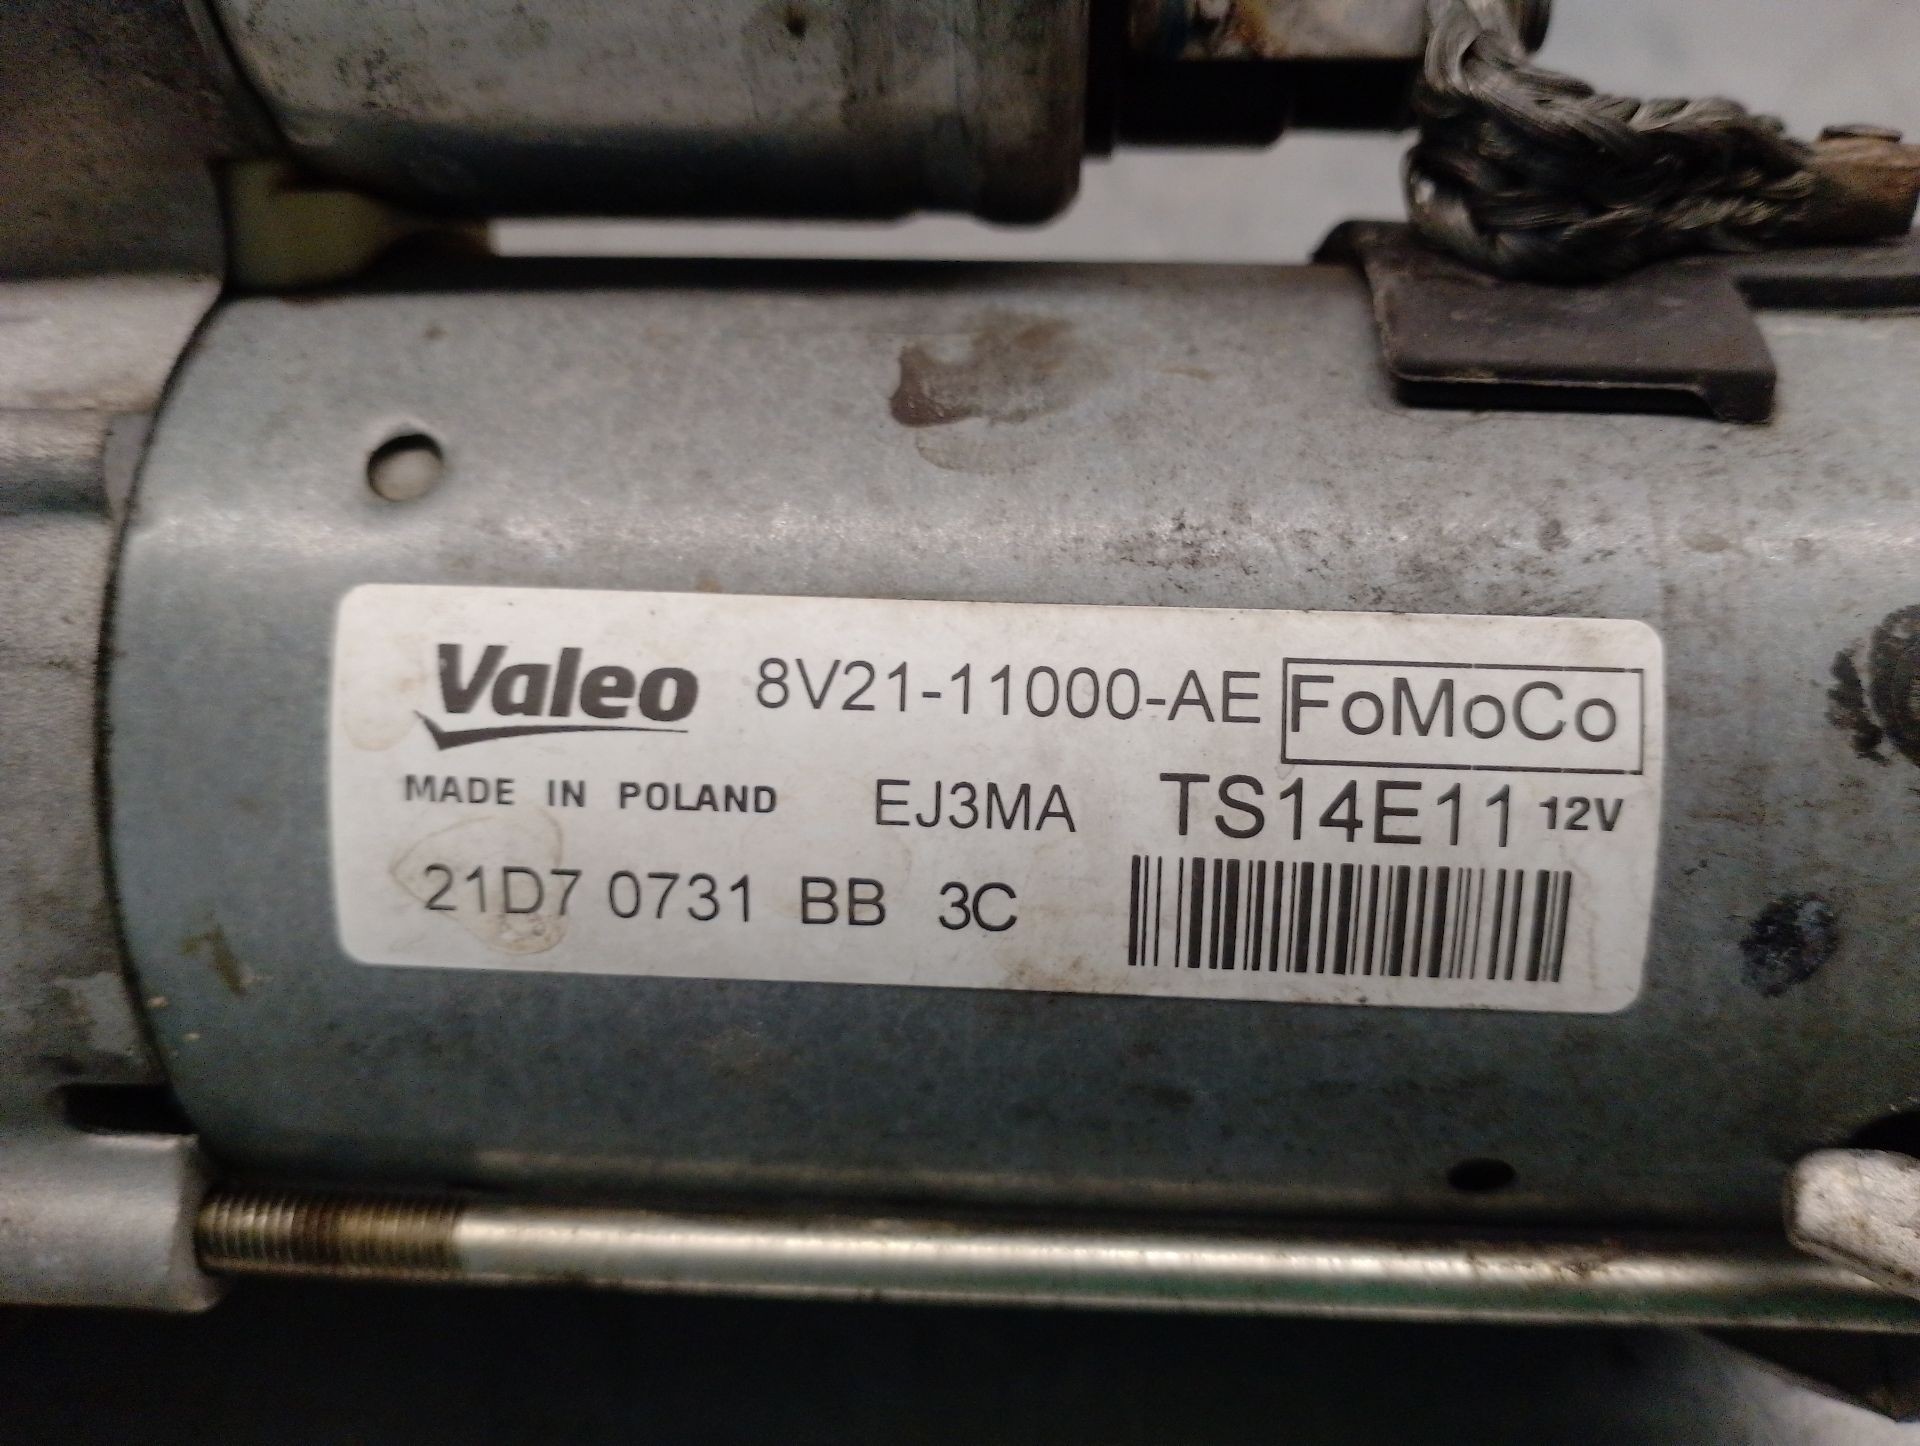 Valeo 8V21-11000-AE FoMoCo
MADE IN POLAND EJ3MA TS14E11 12V
21D7 0731 BB 3C